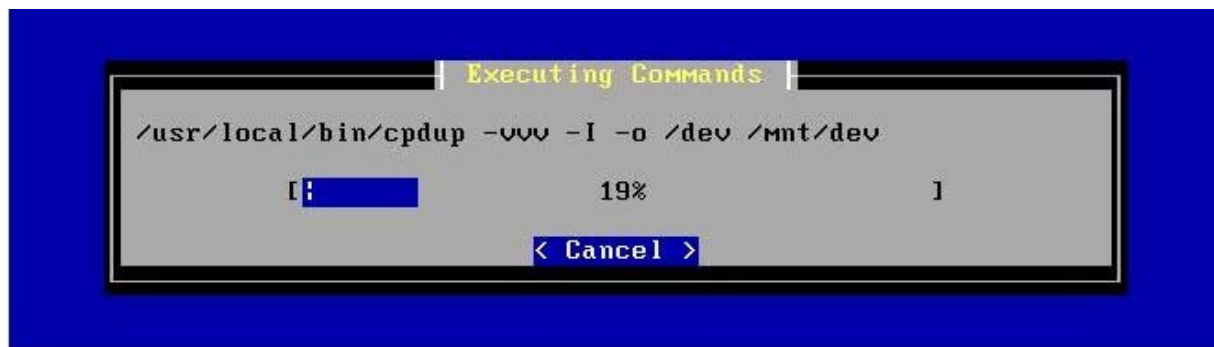 Executing Commands
/usr/local/bin/cpdup -vvv -I -o /dev /mnt/dev
[ 19% ]
< Cancel >